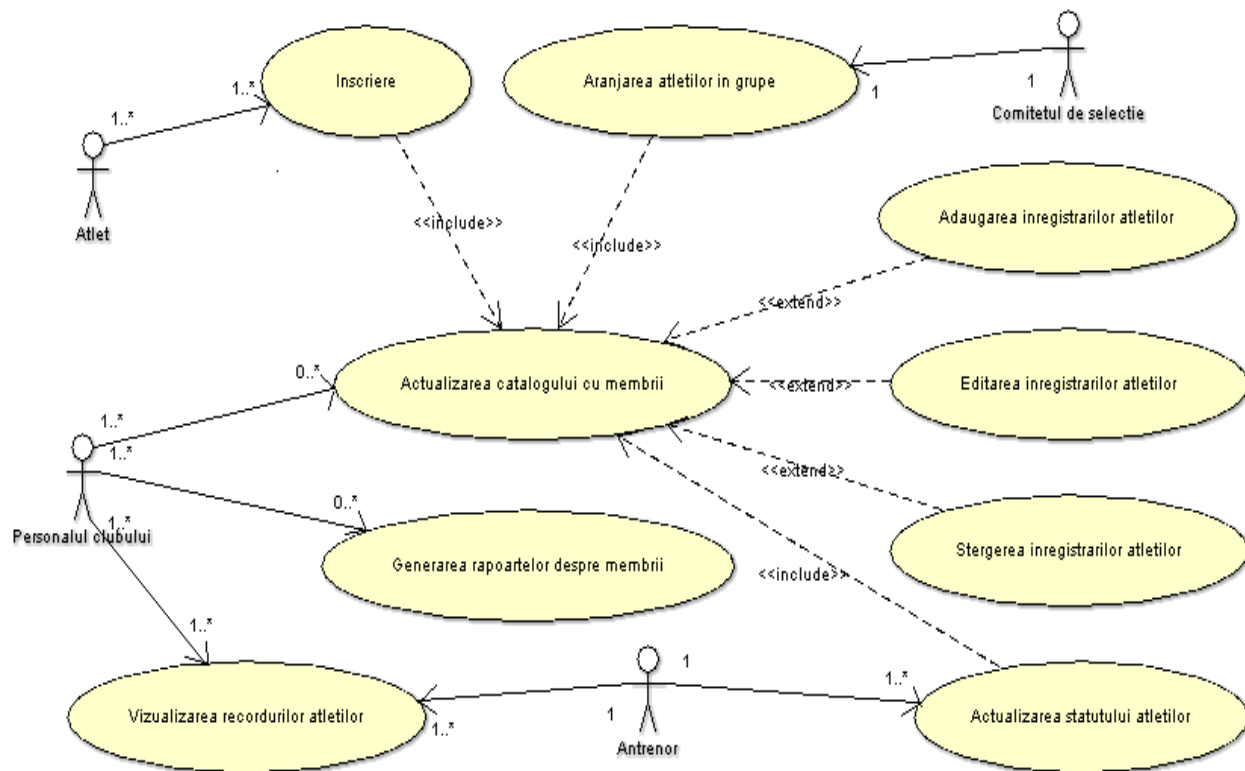 Inscriere
Aranjarea atletilor in grupe
1
1
Comitetul de selectie
1..*
1..*
Atlet
Adaugarea inregistrarilor atletilor
<<include>>
<<include>>
<<extend>>
0..*
Actualizarea catalogului cu membrii
<<extend>>
Editarea inregistrarilor atletilor
1..*
1..*
<<extend>>
0..*
1..*
Personalul clubului
Generarea rapoartelor despre membrii
Stergerea inregistrarilor atletilor
<<include>>
1..*
1
1..*
Vizualizarea recordurilor atletilor
1..*
1
Antrenor
Actualizarea statutului atletilor